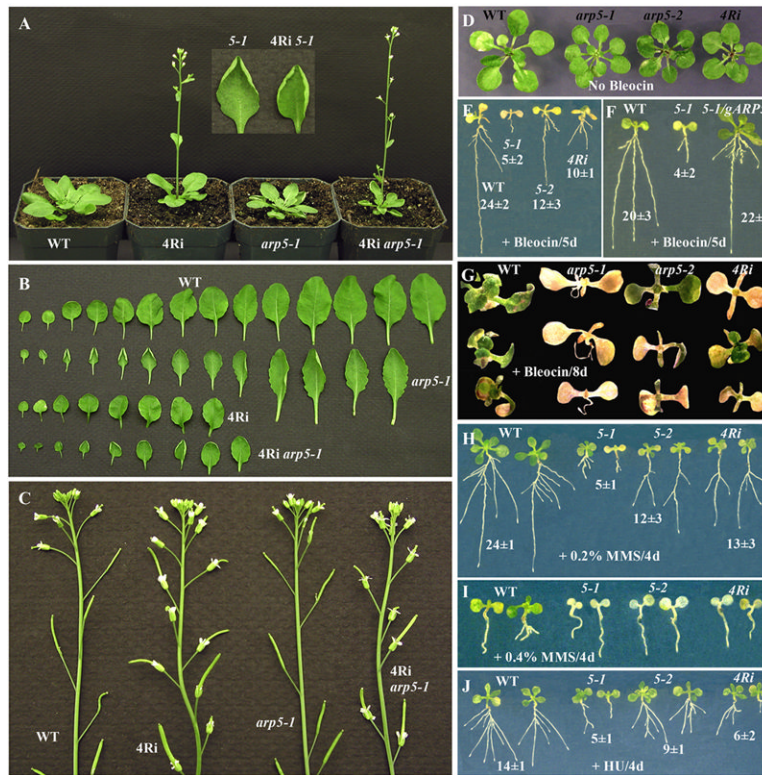 A
5-1
4Ri 5-1
WT
4Ri
arp5-1
4Ri arp5-1
B
WT
arp5-1
4Ri
4Ri arp5-1
C
WT
4Ri
arp5-1
4Ri
arp5-1
D
WT
arp5-1
arp5-2
4Ri
No Bleocin
E
5-1
5±2
4Ri
10±1
WT
24±2
5-2
12±3
+ Bleocin/5d
F
WT
5-1
5-1/gARP5
4±2
20±3
22±
+ Bleocin/5d
G
WT
arp5-1
arp5-2
4Ri
+ Bleocin/8d
H
WT
5-1
5-2
4Ri
5±1
12±3
24±1
13±3
+ 0.2% MMS/4d
I
WT
5-1
5-2
4Ri
+ 0.4% MMS/4d
J
WT
5-1
5-2
4Ri
5±1
9±1
6±2
14±1
+ HU/4d